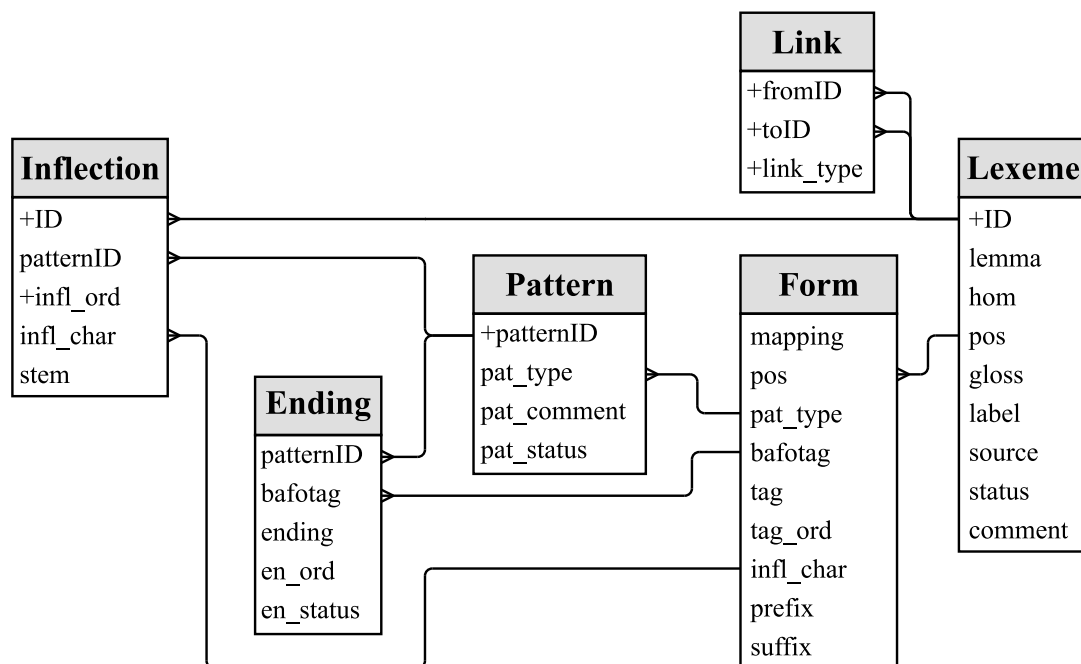 Link
+fromID
+toID
+link_type
Inflection
+ID
patternID
+infl_ord
infl_char
stem
Lexeme
+ID
lemma
hom
pos
gloss
label
source
status
comment
Pattern
+patternID
pat_type
pat_comment
pat_status
Form
mapping
pos
pat_type
bafotag
tag
tag_ord
infl_char
prefix
suffix
Ending
patternID
bafotag
ending
en_ord
en_status